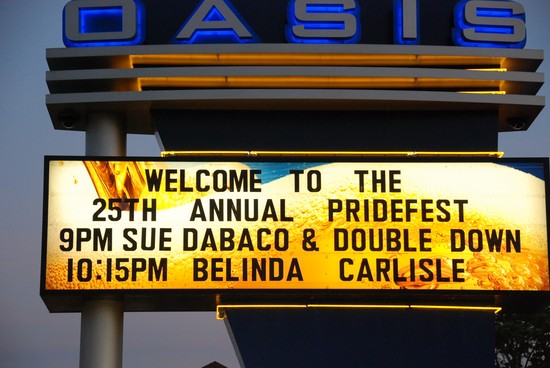 OASIS
WELCOME TO THE
25TH ANNUAL PRIDEFEST
9PM SUE DABACO & DOUBLE DOWN
10:15PM BELINDA CARLISLE